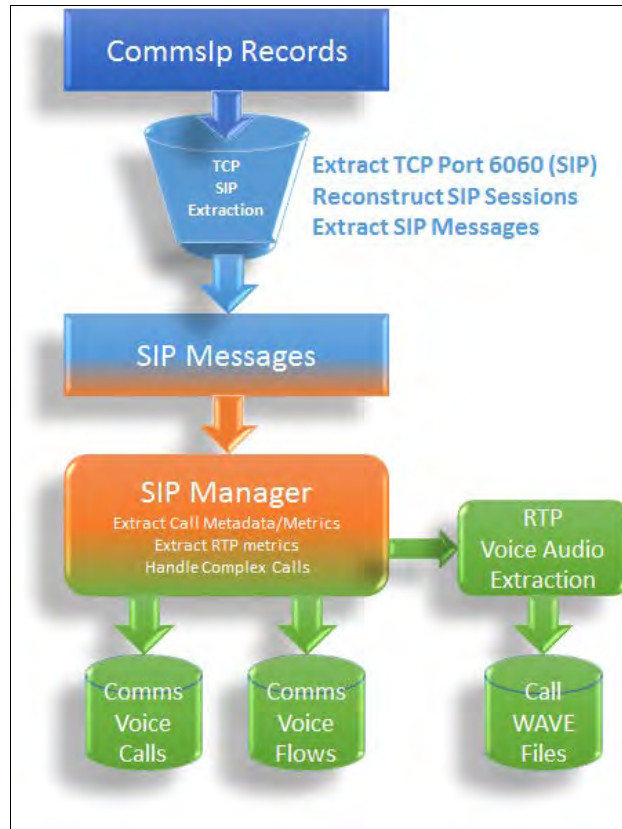 CommsIp Records
TCP
SIP
Extraction
Extract TCP Port 6060 (SIP)
Reconstruct SIP Sessions
Extract SIP Messages
SIP Messages
SIP Manager
Extract Call Metadata/Metrics
Extract RTP metrics
Handle Complex Calls
RTP
Voice Audio
Extraction
Comms
Voice
Calls
Comms
Voice
Flows
Call
WAVE
Files